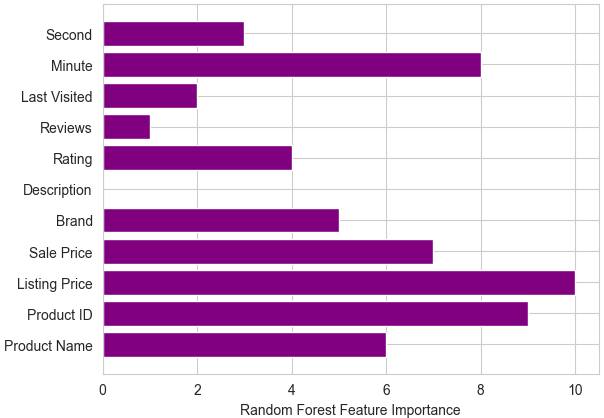 Second
Minute
Last Visited
Reviews
Rating
Description
Brand
Sale Price
Listing Price
Product ID
Product Name
0 2 4 6 8 10
Random Forest Feature Importance